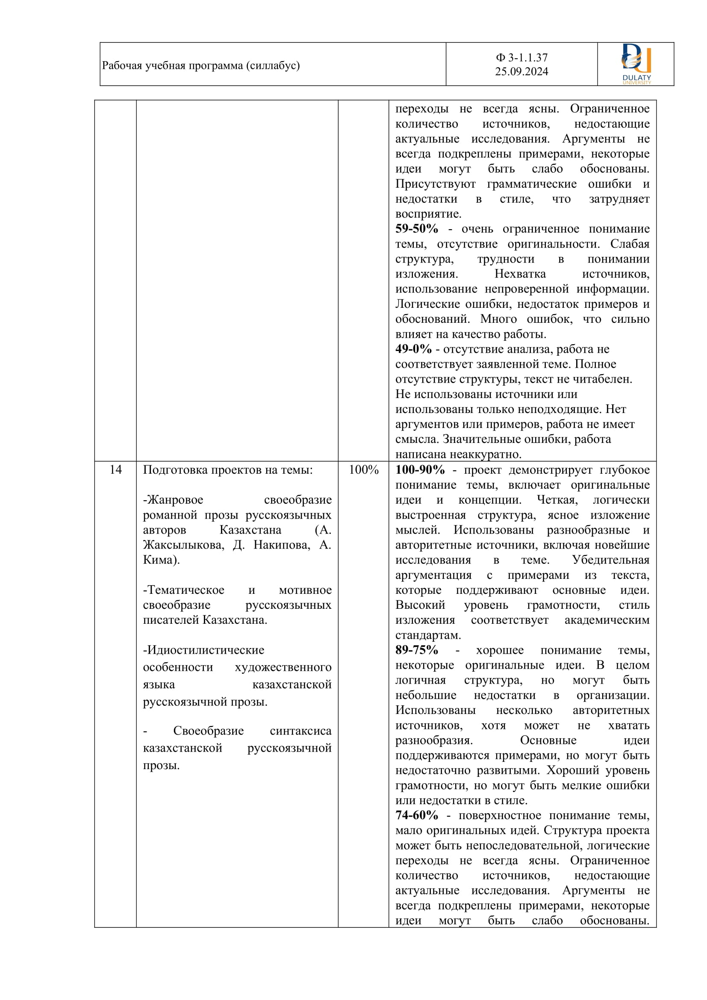 Рабочая учебная программа (силлабус)
Ф 3-1.1.37
25.09.2024
DULATY
UNIVERSITY
переходы не всегда ясны. Ограниченное
количество источников, недостающие
актуальные исследования. Аргументы не
всегда подкреплены примерами, некоторые
идеи могут быть слабо обоснованы.
Присутствуют грамматические ошибки и
недостатки в стиле, что затрудняет
восприятие.
59-50% - очень ограниченное понимание
темы, отсутствие оригинальности. Слабая
структура, трудности в понимании
изложения. Нехватка источников,
использование непроверенной информации.
Логические ошибки, недостаток примеров и
обоснований. Много ошибок, что сильно
влияет на качество работы.
49-0% - отсутствие анализа, работа не
соответствует заявленной теме. Полное
отсутствие структуры, текст не читабелен.
Не использованы источники или
использованы только неподходящие. Нет
аргументов или примеров, работа не имеет
смысла. Значительные ошибки, работа
написана неаккуратно.
14
Подготовка проектов на темы:
-Жанровое своеобразие
романной прозы русскоязычных
авторов Казахстана (А.
Жаксылыкова, Д. Накипова, А.
Кима).
-Тематическое и мотивное
своеобразие русскоязычных
писателей Казахстана.
-Идиостилистические
особенности художественного
языка казахстанской
русскоязычной прозы.
- Своеобразие синтаксиса
казахстанской русскоязычной
прозы.
100%
100-90% - проект демонстрирует глубокое
понимание темы, включает оригинальные
идеи и концепции. Четкая, логически
выстроенная структура, ясное изложение
мыслей. Использованы разнообразные и
авторитетные источники, включая новейшие
исследования в теме. Убедительная
аргументация с примерами из текста,
которые поддерживают основные идеи.
Высокий уровень грамотности, стиль
изложения соответствует академическим
стандартам.
89-75% - хорошее понимание темы,
некоторые оригинальные идеи. В целом
логичная структура, но могут быть
небольшие недостатки в организации.
Использованы несколько авторитетных
источников, хотя может не хватать
разнообразия. Основные идеи
поддерживаются примерами, но могут быть
недостаточно развитыми. Хороший уровень
грамотности, но могут быть мелкие ошибки
или недостатки в стиле.
74-60% - поверхностное понимание темы,
мало оригинальных идей. Структура проекта
может быть непоследовательной, логические
переходы не всегда ясны. Ограниченное
количество источников, недостающие
актуальные исследования. Аргументы не
всегда подкреплены примерами, некоторые
идеи могут быть слабо обоснованы.